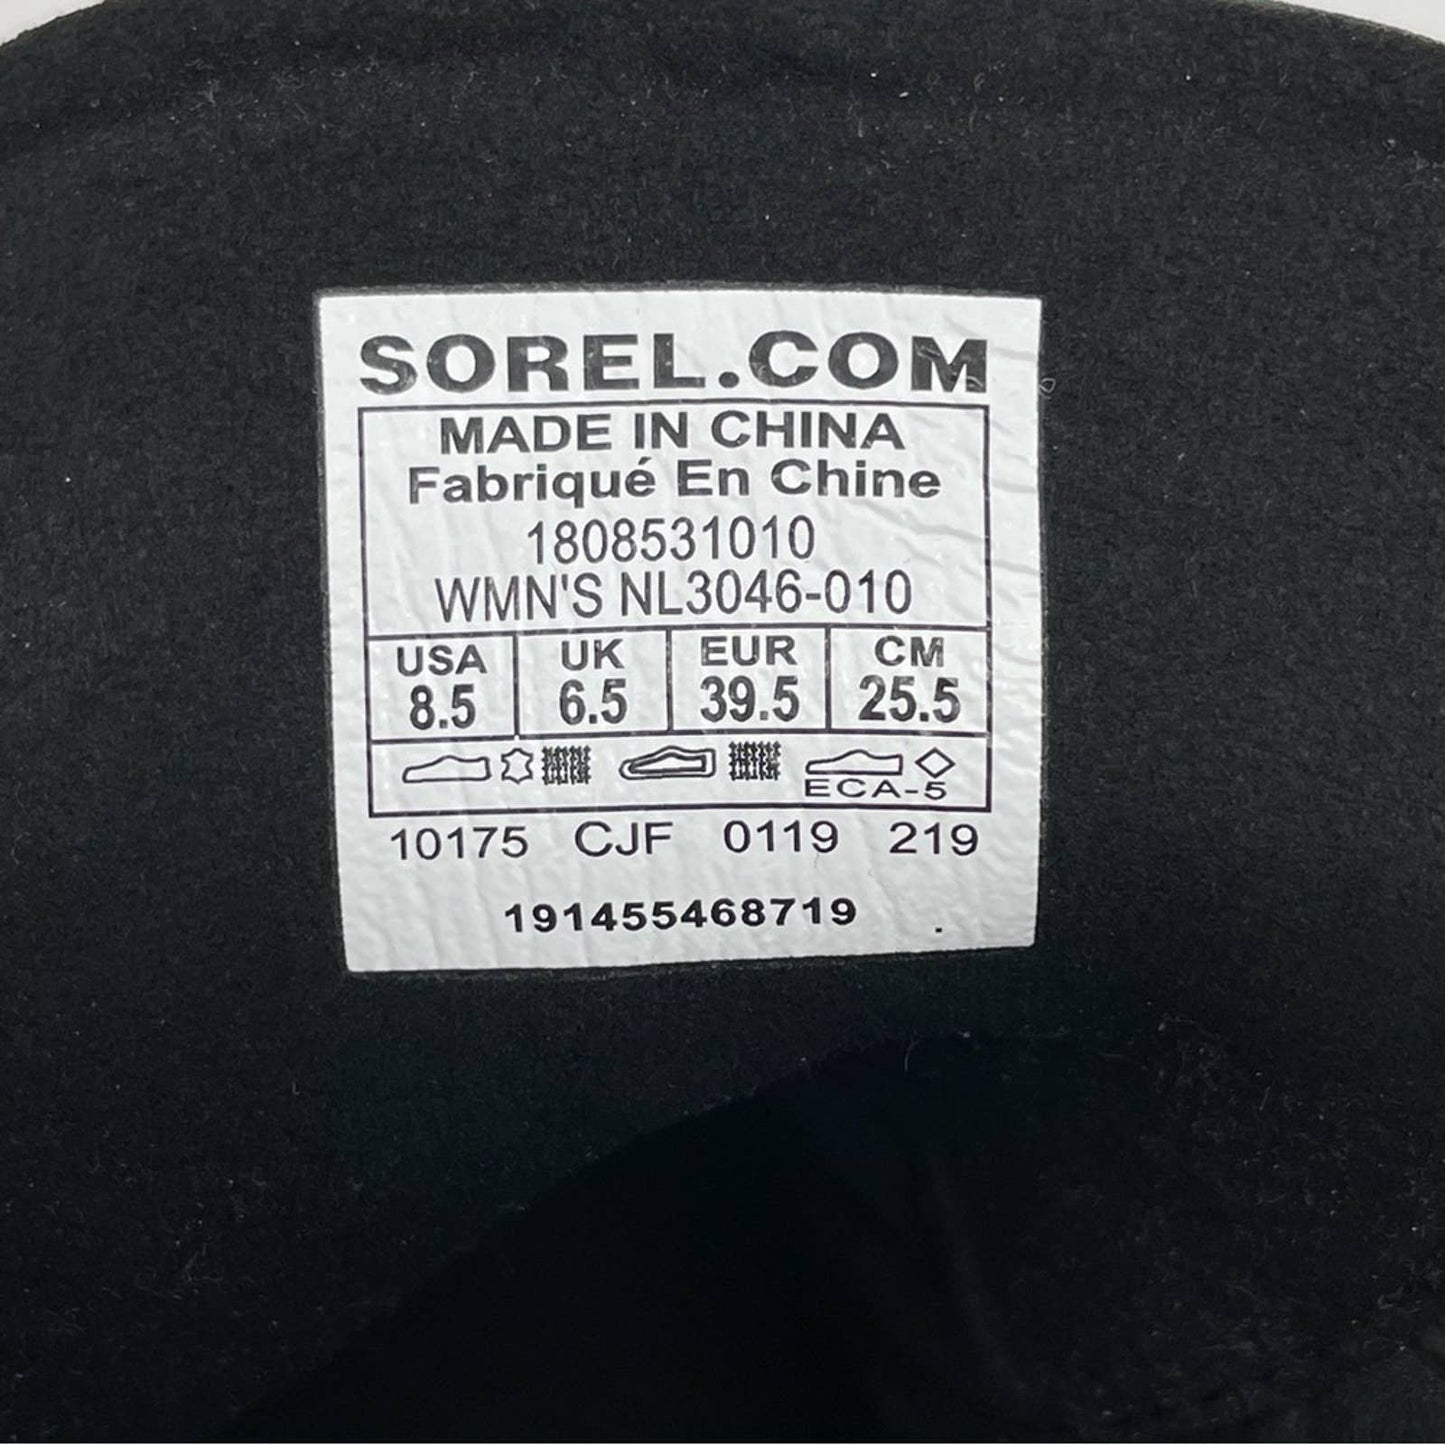 SOREL.COM
MADE IN CHINA
Fabriqué En Chine
1808531010
WMN'S NL3046-010
USA UK EUR CM
8.5 6.5 39.5 25.5
ECA-5
10175 CJF 0119 219
191455468719